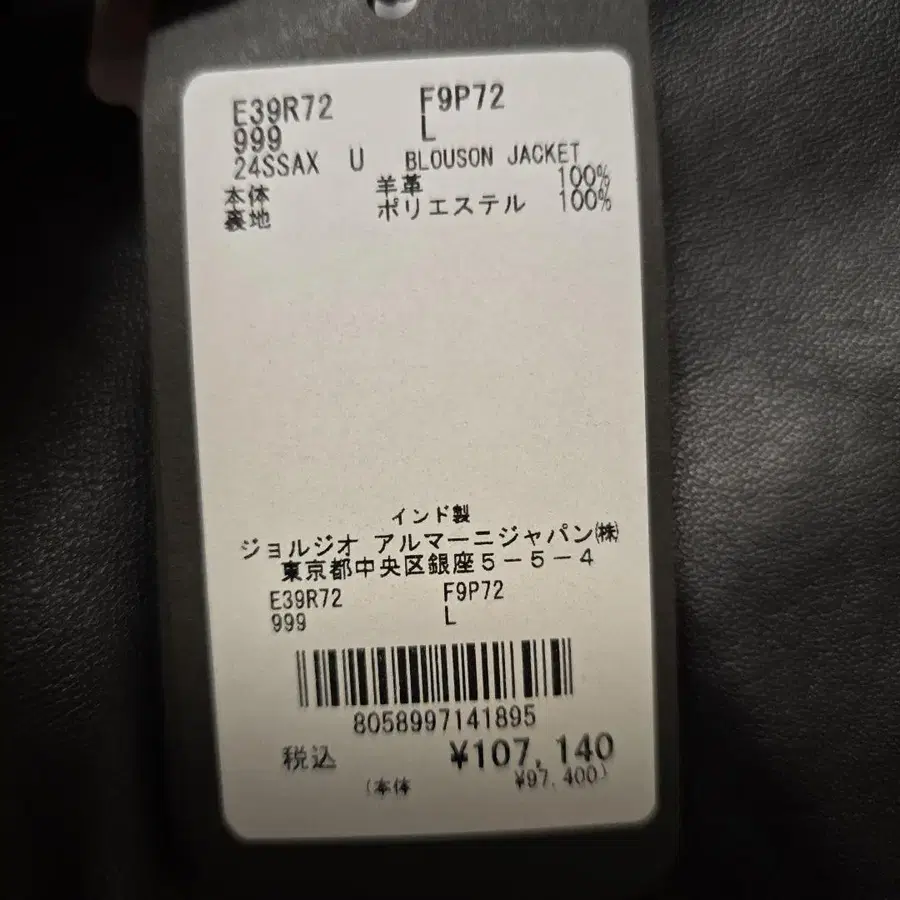 E39R72 F9P72
999 L
24SSAX U BLOUSON JACKET
本体 羊革 100%
裏地 ポリエステル 100%
インド製
ジョルジオ アルマーニジャパン㈱
東京都中央区銀座5-5-4
E39R72 F9P72
999 L
8058997141895
税込 ¥107,140
(本体 ¥97,400)